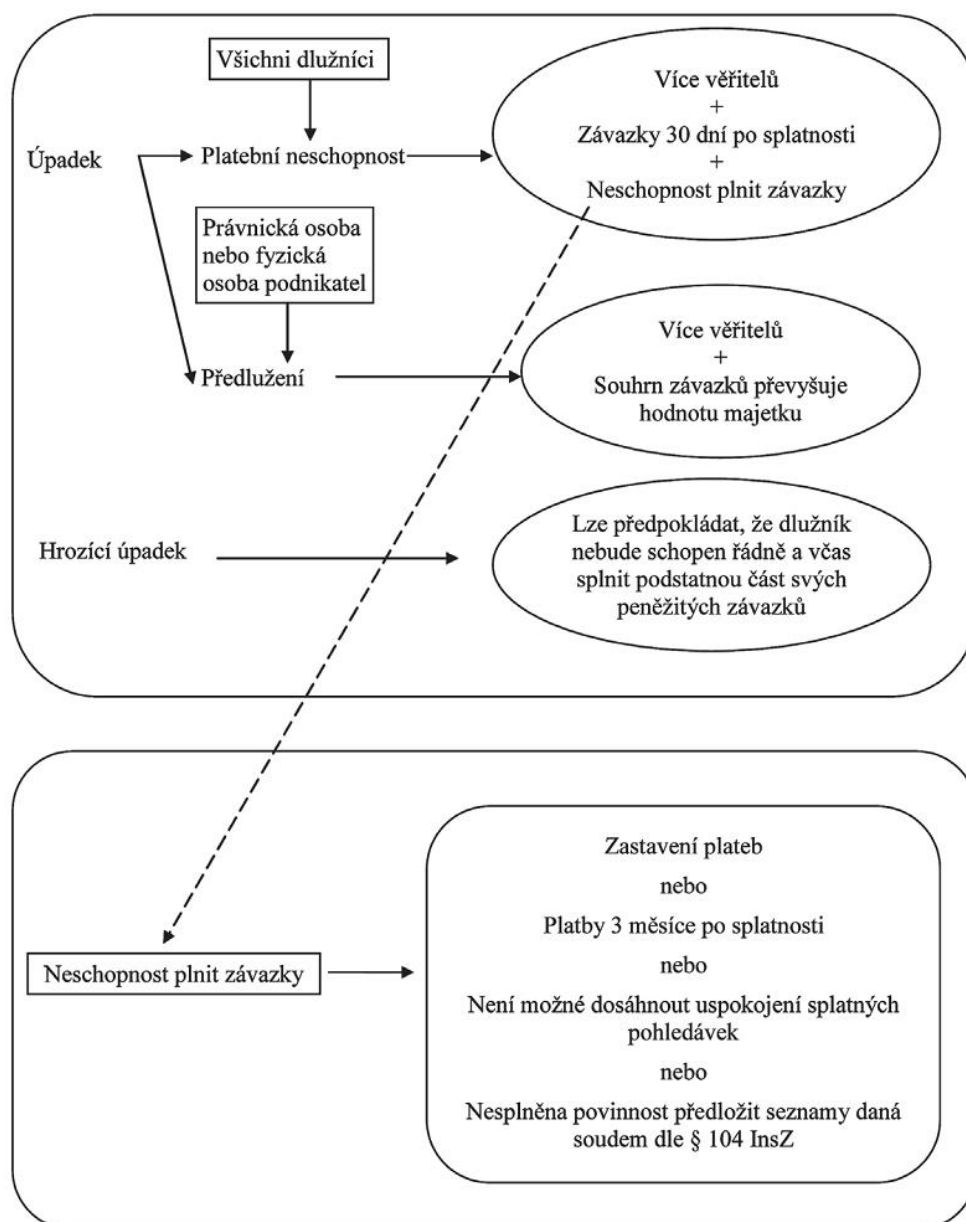 Všichni dlužníci
Úpadek
Platební neschopnost
Více věřitelů
+
Závazky 30 dní po splatnosti
+
Neschopnost plnit závazky
Právnická osoba
nebo fyzická
osoba podnikatel
Předlužení
Více věřitelů
+
Souhrn závazků převyšuje
hodnotu majetku
Hrozící úpadek
Lze předpokládat, že dlužník
nebude schopen řádně a včas
splnit podstatnou část svých
peněžitých závazků
Neschopnost plnit závazky
Zastavení plateb
nebo
Platby 3 měsíce po splatnosti
nebo
Není možné dosáhnout uspokojení splatných
pohledávek
nebo
Nesplněna povinnost předložit seznamy daná
soudem dle § 104 InsZ